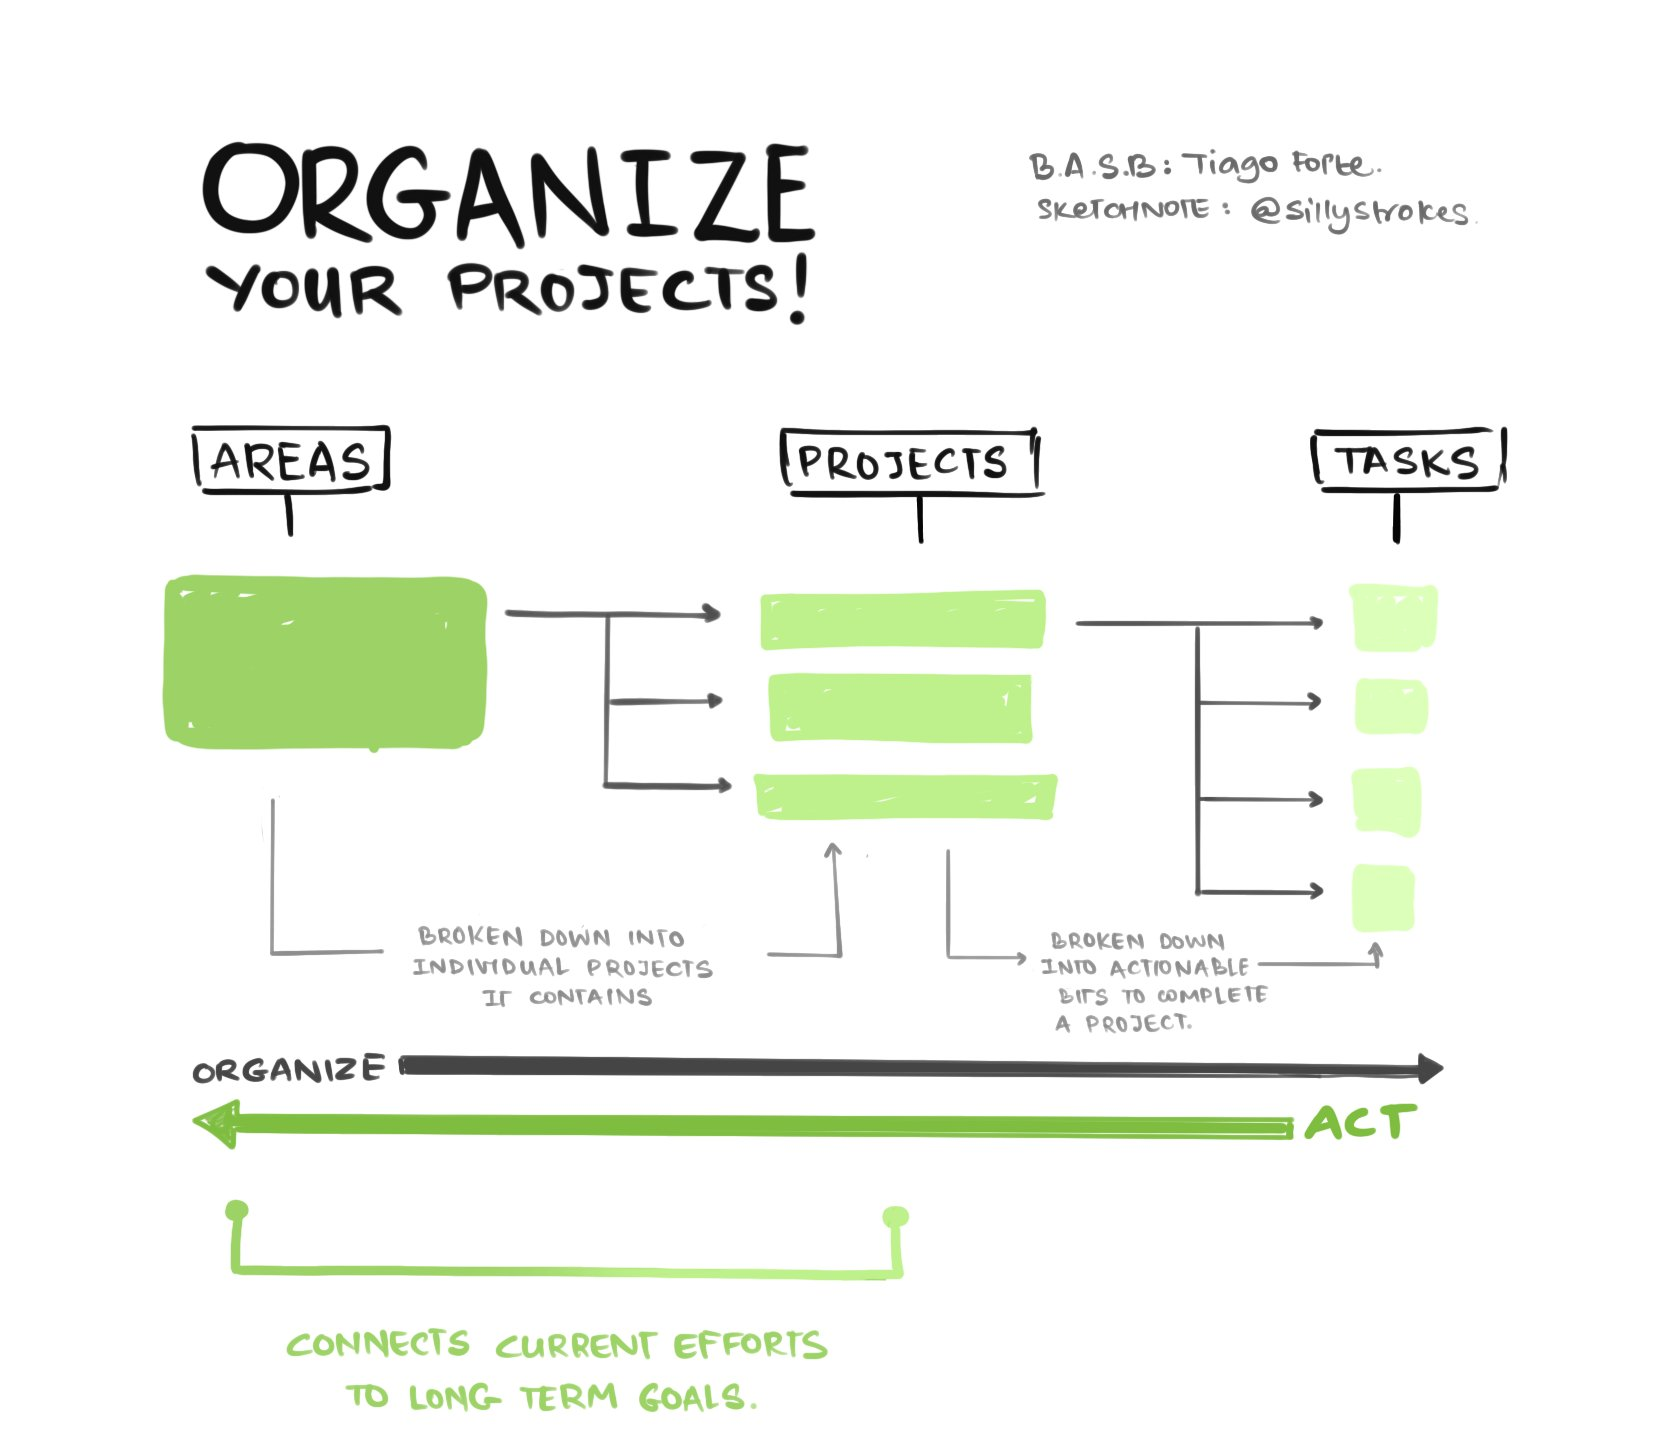 ORGANIZE
YOUR PROJECTS!
B.A.S.B: Tiago Forte.
SKETCHNOTE: @sillystrokes.
AREAS
PROJECTS
TASKS
BROKEN DOWN INTO
INDIVIDUAL PROJECTS
IT CONTAINS
BROKEN DOWN
INTO ACTIONABLE
BITS TO COMPLETE
A PROJECT.
ORGANIZE
ACT
CONNECTS CURRENT EFFORTS
TO LONG TERM GOALS.